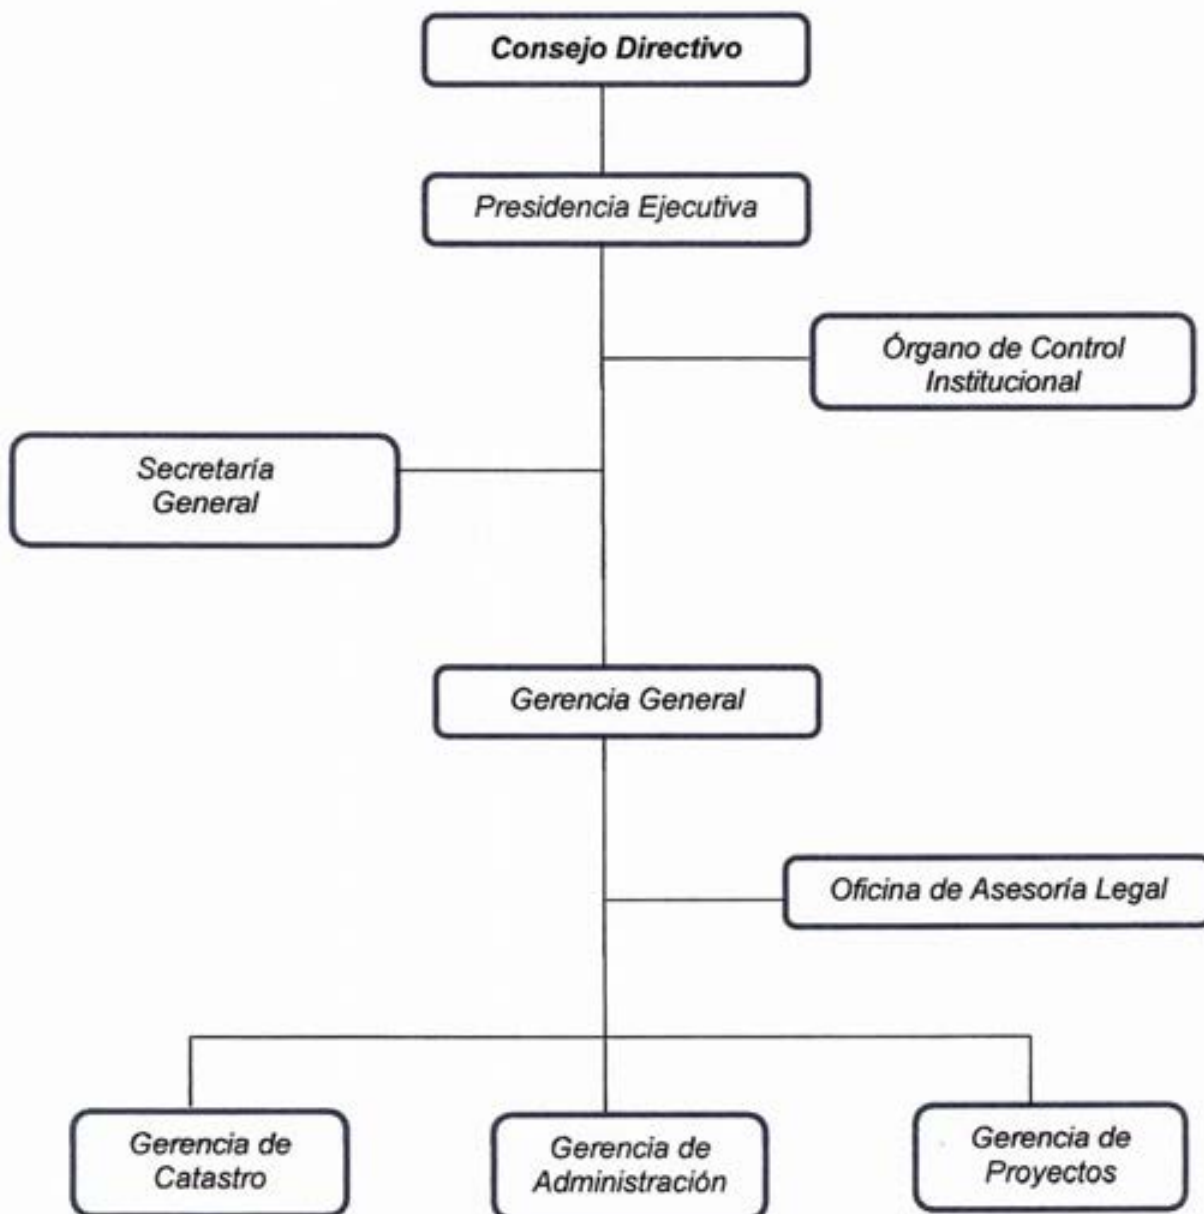 Consejo Directivo
Presidencia Ejecutiva
Órgano de Control
Institucional
Secretaría
General
Gerencia General
Oficina de Asesoría Legal
Gerencia de
Catastro
Gerencia de
Administración
Gerencia de
Proyectos